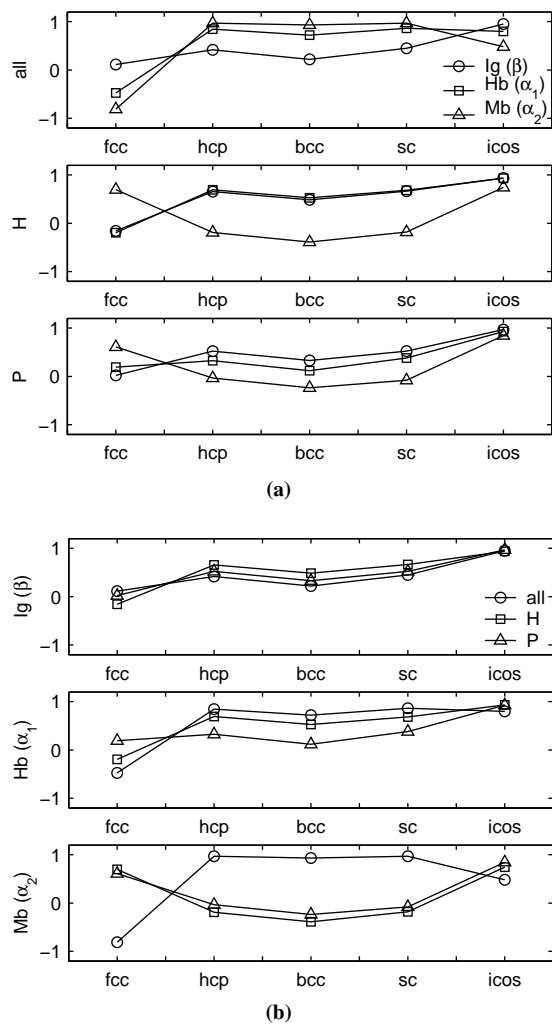 1
all
0
−1
Ig (β)
Hb (α1)
Mb (α2)
fcc hcp bcc sc icos
1
H
0
−1
fcc hcp bcc sc icos
1
P
0
−1
fcc hcp bcc sc icos
(a)
1
Ig (β)
0
−1
all
H
P
fcc hcp bcc sc icos
1
Hb (α1)
0
−1
fcc hcp bcc sc icos
1
Mb (α2)
0
−1
fcc hcp bcc sc icos
(b)